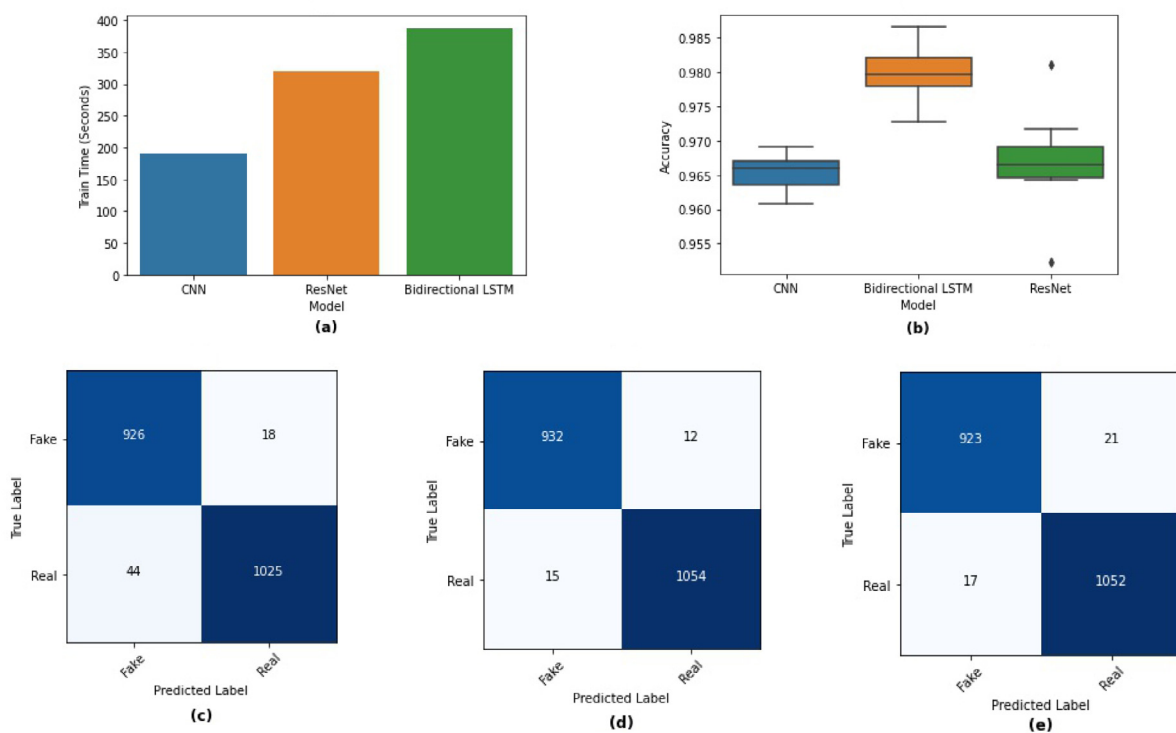 400
350
300
250
200
150
100
50
0
Train Time (Seconds)
CNN ResNet Bidirectional LSTM
Model
(a)
0.985
0.980
0.975
0.970
0.965
0.960
0.955
Accuracy
CNN Bidirectional LSTM ResNet
Model
(b)
True Label
Fake 926 18
Real 44 1025
Fake Real
Predicted Label
(c)
True Label
Fake 932 12
Real 15 1054
Fake Real
Predicted Label
(d)
True Label
Fake 923 21
Real 17 1052
Fake Real
Predicted Label
(e)